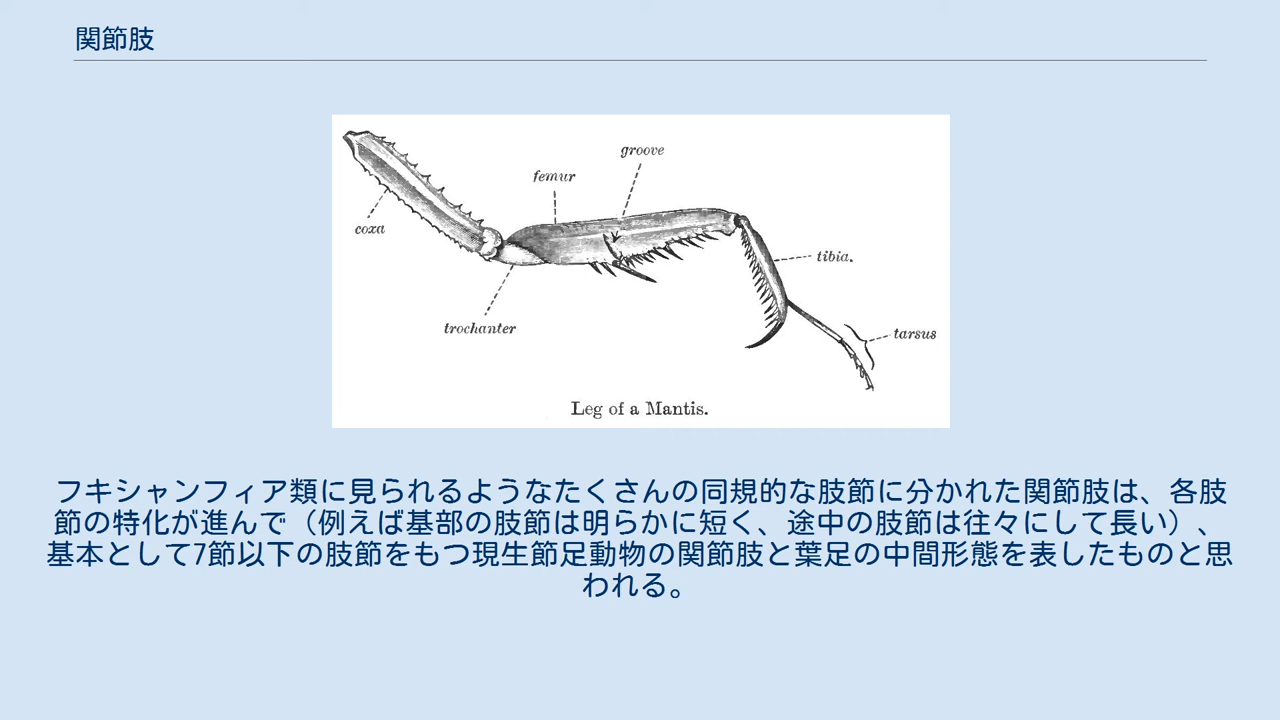 関節肢
groove
femur
coxa
tibia.
trochanter
tarsus
Leg of a Mantis.
フキシャンフィア類に見られるようなたくさんの同規的な肢節に分かれた関節肢は、各肢
節の特化が進んで（例えば基部の肢節は明らかに短く、途中の肢節は往々にして長い）、
基本として7節以下の肢節をもつ現生節足動物の関節肢と葉足の中間形態を表したものと思
われる。